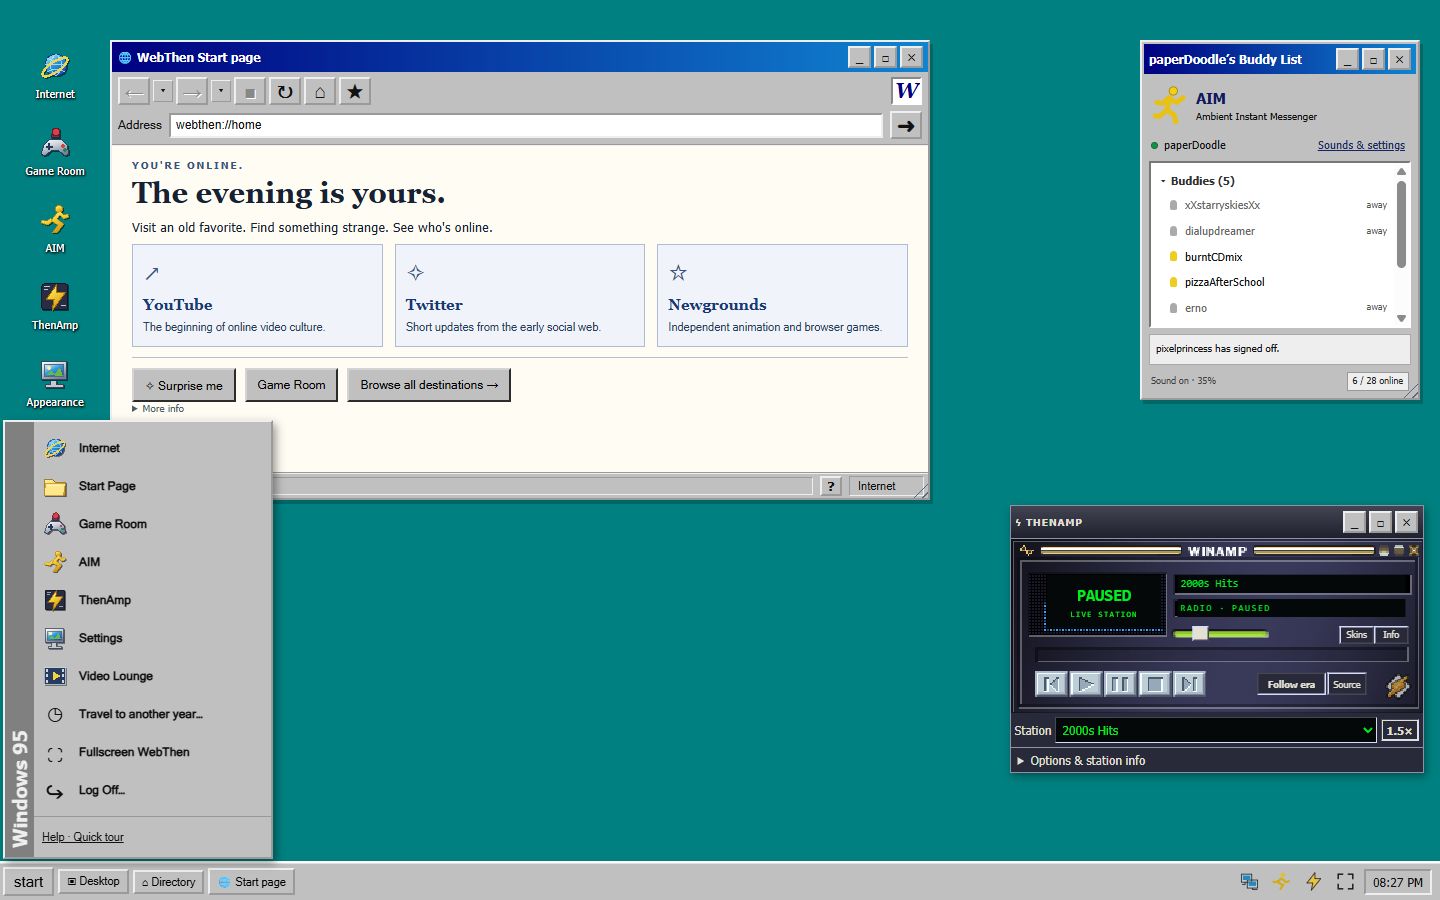 Internet
Game Room
AIM
ThenAmp
Appearance
WebThen Start page
W
Address
webthen://home
YOU'RE ONLINE.
The evening is yours.
Visit an old favorite. Find something strange. See who's online.
YouTube
The beginning of online video culture.
Twitter
Short updates from the early social web.
Newgrounds
Independent animation and browser games.
Surprise me
Game Room
Browse all destinations →
More info
?
Internet
paperDoodle's Buddy List
AIM
Ambient Instant Messenger
paperDoodle
Sounds & settings
Buddies (5)
xXstarryskiesXx away
dialupdreamer away
burntCDmix
pizzaAfterSchool
erno away
pixelprincess has signed off.
Sound on · 35%
6 / 28 online
THENAMP
WINAMP
PAUSED
LIVE STATION
2000s Hits
RADIO - PAUSED
Skins
Info
Follow era
Source
Station
2000s Hits
1.5×
Options & station info
Windows 95
Internet
Start Page
Game Room
AIM
ThenAmp
Settings
Video Lounge
Travel to another year...
Fullscreen WebThen
Log Off...
Help · Quick tour
start
Desktop
Directory
Start page
08:27 PM